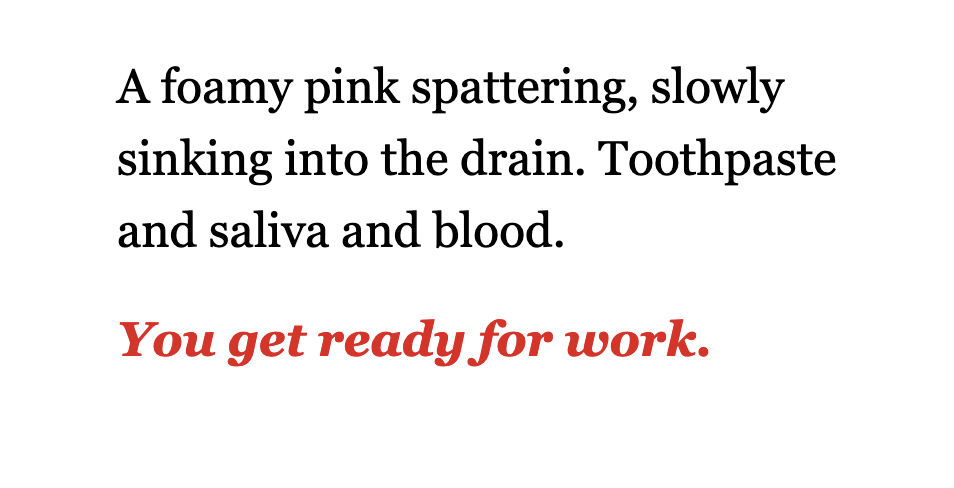 A foamy pink spattering, slowly
sinking into the drain. Toothpaste
and saliva and blood.
You get ready for work.